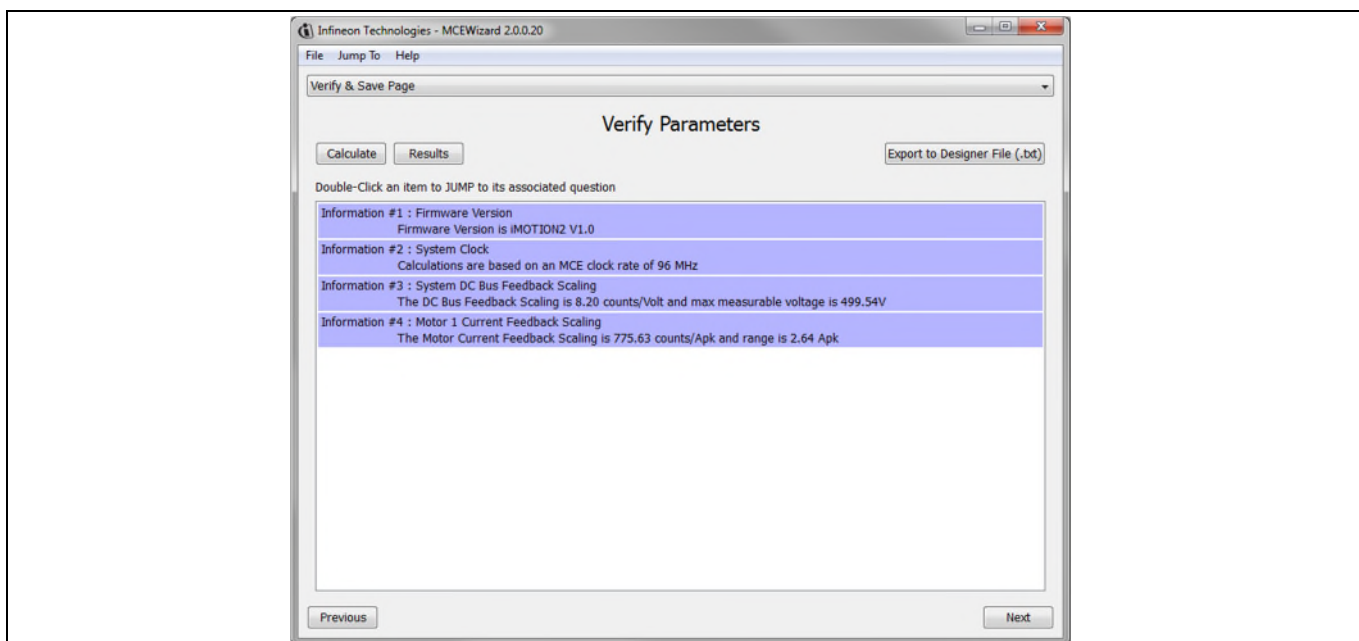 Infineon Technologies - MCEWizard 2.0.0.20
File Jump To Help
Verify & Save Page
Verify Parameters
Calculate Results Export to Designer File (.txt)
Double-Click an item to JUMP to its associated question
Information #1 : Firmware Version
Firmware Version is iMOTION2 V1.0
Information #2 : System Clock
Calculations are based on an MCE clock rate of 96 MHz
Information #3 : System DC Bus Feedback Scaling
The DC Bus Feedback Scaling is 8.20 counts/Volt and max measurable voltage is 499.54V
Information #4 : Motor 1 Current Feedback Scaling
The Motor Current Feedback Scaling is 775.63 counts/Apk and range is 2.64 Apk
Previous Next